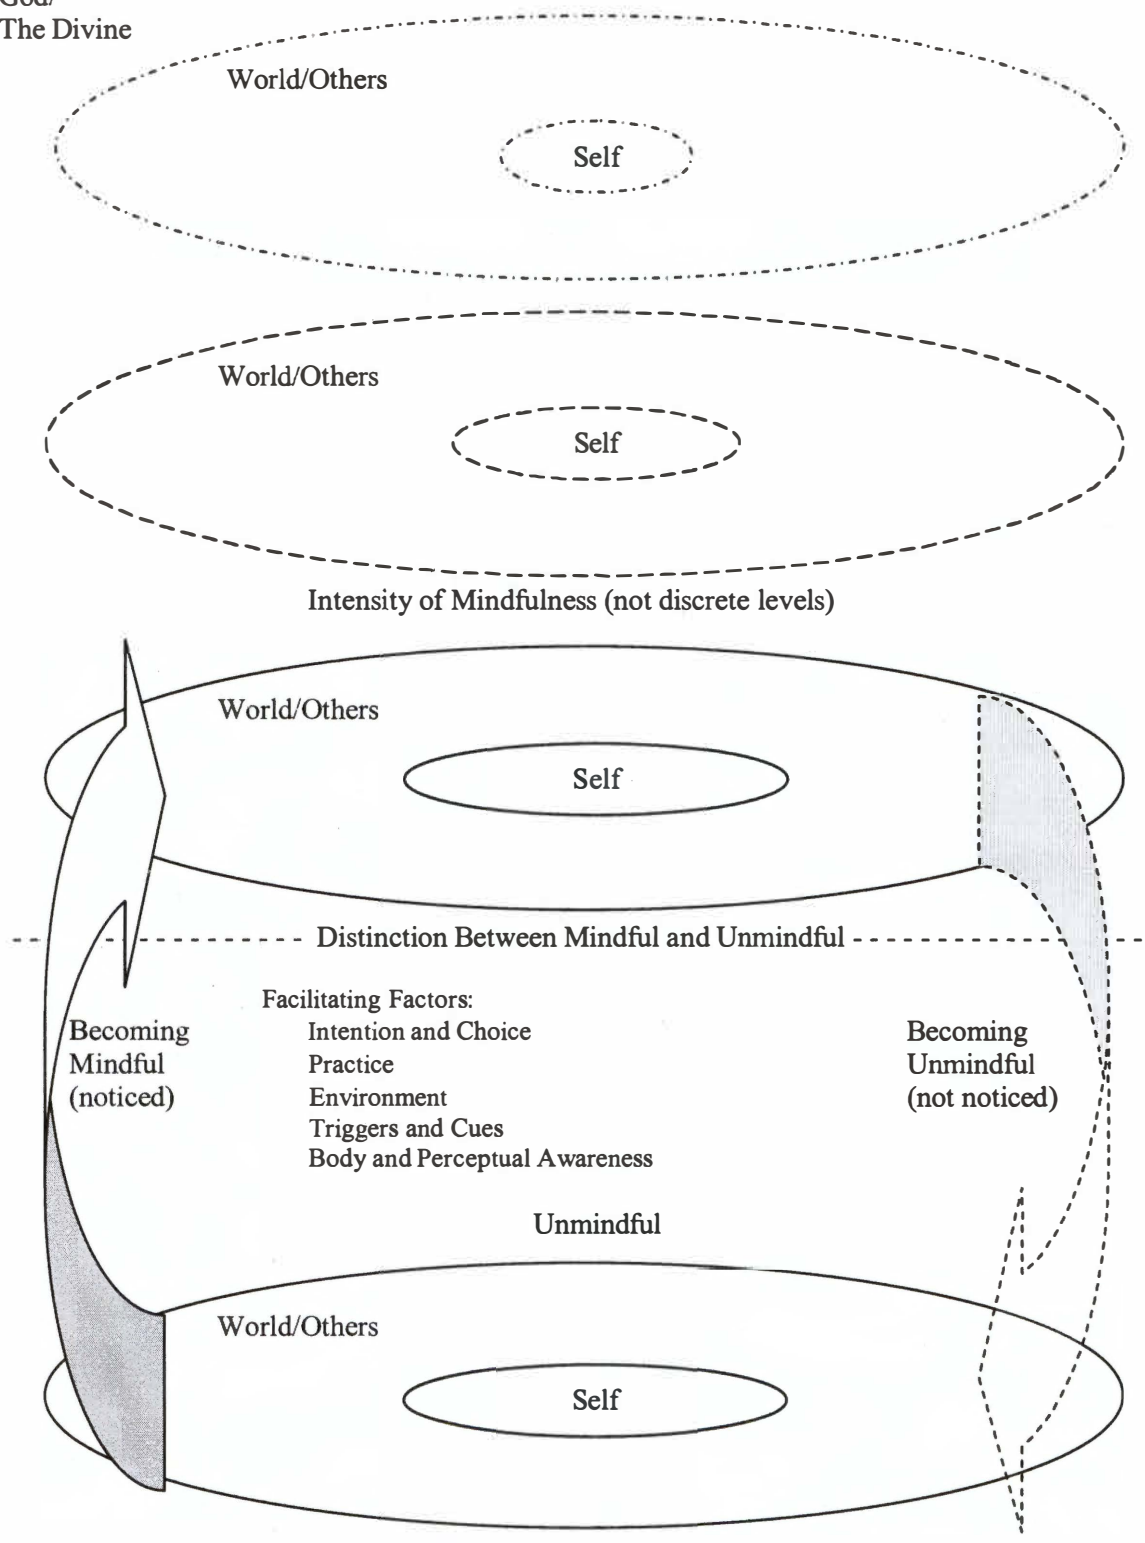 God/
The Divine
World/Others
Self
World/Others
Self
Intensity of Mindfulness (not discrete levels)
World/Others
Self
Distinction Between Mindful and Unmindful
Facilitating Factors:
Intention and Choice
Practice
Environment
Triggers and Cues
Body and Perceptual Awareness
Becoming
Mindful
(noticed)
Becoming
Unmindful
(not noticed)
Unmindful
World/Others
Self